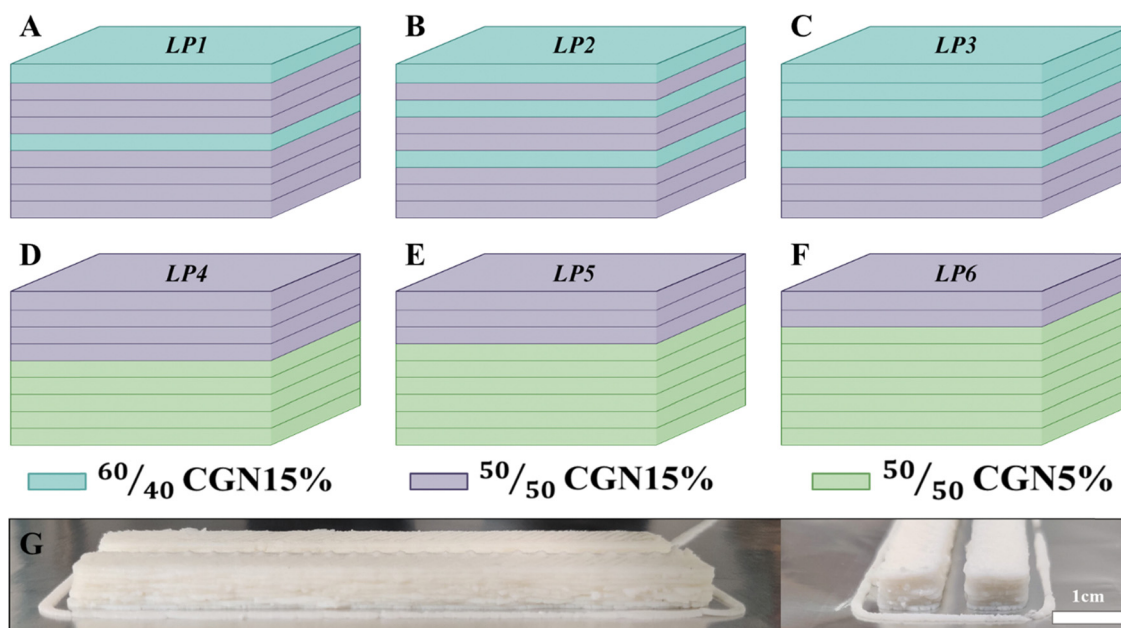 A B C
LP1 LP2 LP3
D E F
LP4 LP5 LP6
60/40 CGN15% 50/50 CGN15% 50/50 CGN5%
G
1cm